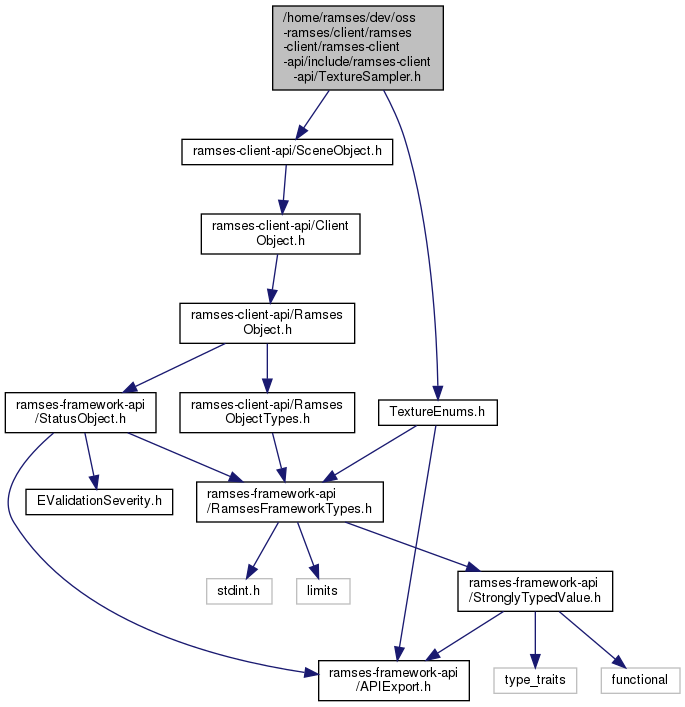 /home/ramses/dev/oss
-ramses/client/ramses
-client/ramses-client
-api/include/ramses-client
-api/TextureSampler.h
ramses-client-api/SceneObject.h
ramses-client-api/Client
Object.h
ramses-client-api/Ramses
Object.h
ramses-framework-api
/StatusObject.h
ramses-client-api/Ramses
ObjectTypes.h
TextureEnums.h
EValidationSeverity.h
ramses-framework-api
/RamsesFrameworkTypes.h
stdint.h
limits
ramses-framework-api
/StronglyTypedValue.h
ramses-framework-api
/APIExport.h
type_traits
functional